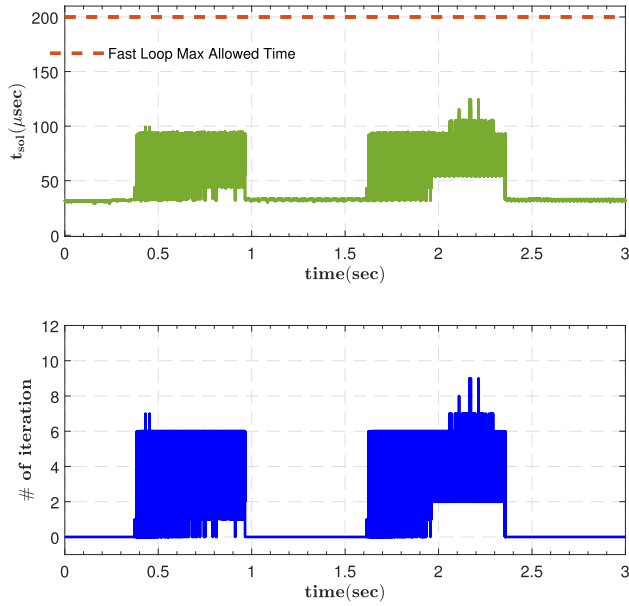 200
Fast Loop Max Allowed Time
150
100
50
0
t_sol(μsec)
0 0.5 1 1.5 2 2.5 3
time(sec)
12
10
8
6
4
2
0
# of iteration
0 0.5 1 1.5 2 2.5 3
time(sec)